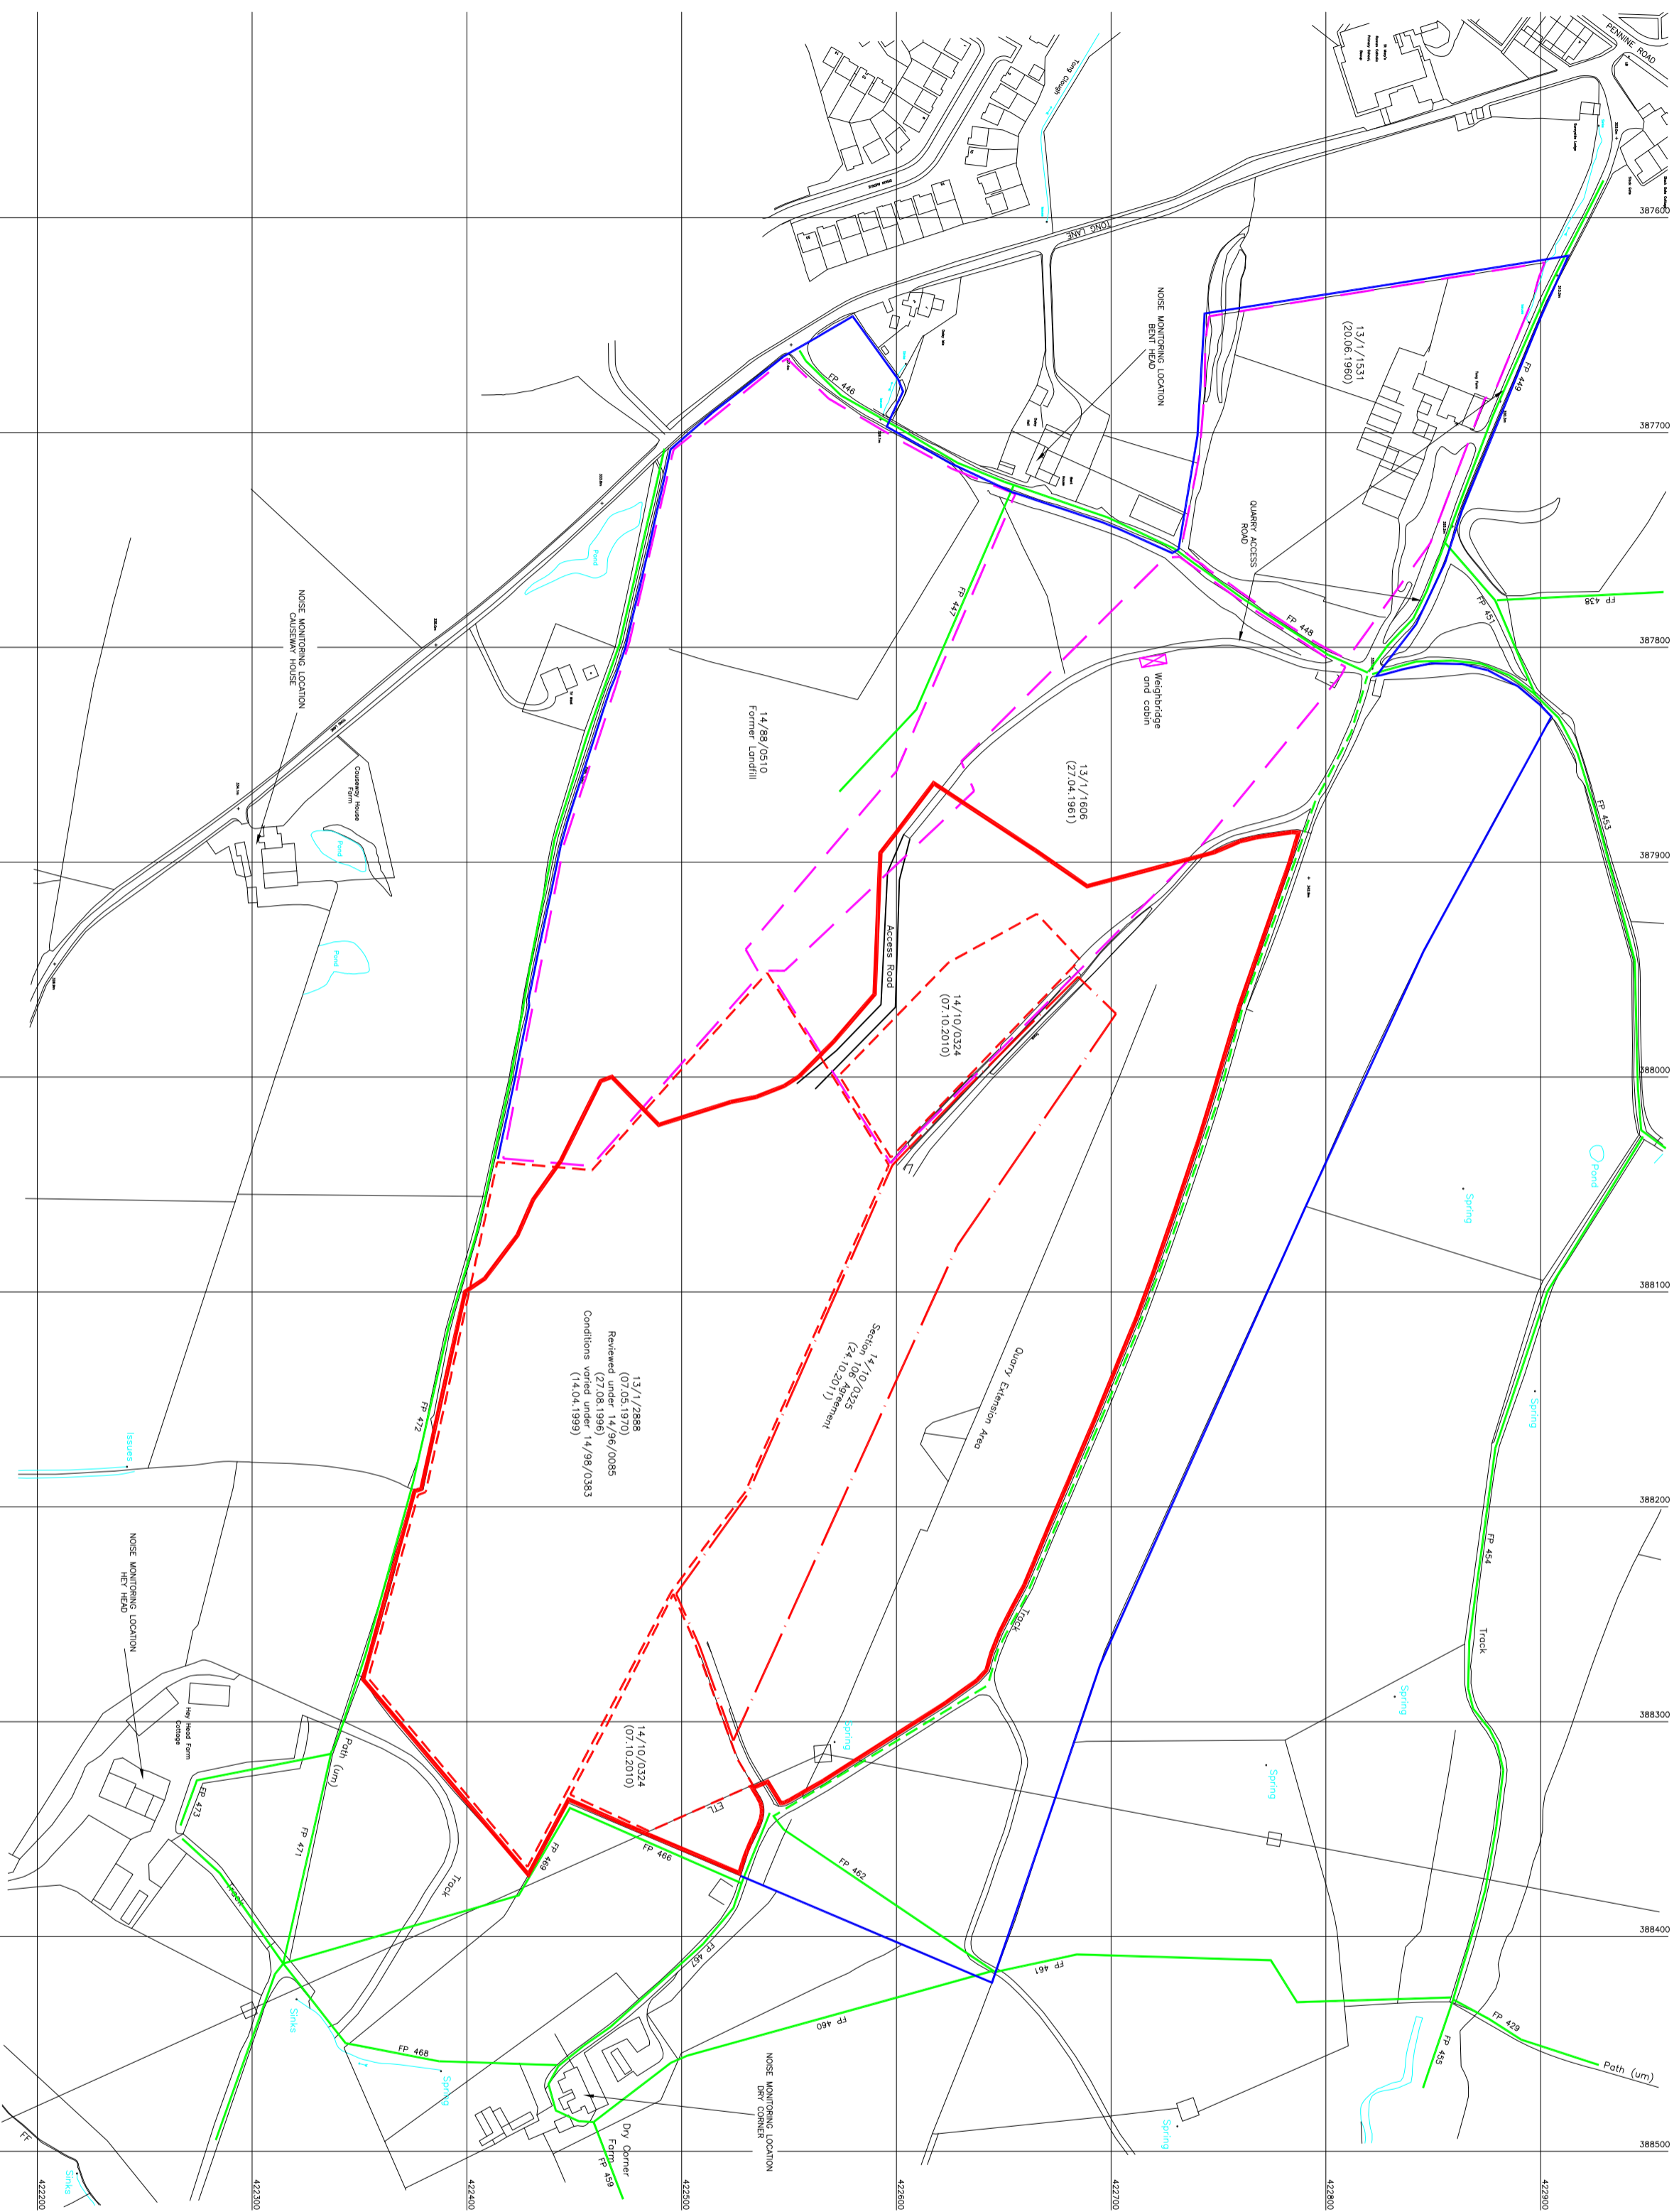 PENNINE ROAD
387600
387700
387800
387900
388000
388100
388200
388300
388400
388500
422200
422300
422400
422500
422600
422700
422800
422900
Tong Clough
TONG LANE
NOISE MONITORING LOCATION
BENT HEAD
13/1/1531
(20.06.1960)
FP 449
FP 446
QUARRY ACCESS
ROAD
FP 447
FP 448
FP 451
FP 438
Pond
NOISE MONITORING LOCATION
CAUSEWAY HOUSE
TONG LANE
Causeway House
Farm
Pond
Pond
Weighbridge
and cabin
14/88/0510
Former Landfill
13/1/1606
(27.04.1961)
FP 453
Access Road
14/10/0324
(07.10.2010)
Pond
Spring
Spring
Quarry Extension Area
14/10/0325
Section 106 Agreement
(24.10.2011)
13/1/2888
(07.05.1970)
Reviewed under 14/96/0085
(27.08.1996)
Conditions varied under 14/98/0383
(14.04.1999)
FP 472
Issues
FP 454
Track
Track
Spring
Spring
Spring
NOISE MONITORING LOCATION
HEY HEAD
Hey Head Farm
Cottage
Path (um)
14/10/0324
(07.10.2010)
ETL
FP 473
FP 471
Track
Track
FP 469
FP 466
FP 462
FP 467
FP 461
FP 460
FP 429
FP 455
Path (um)
Sinks
FP 468
Spring
NOISE MONITORING LOCATION
DRY CORNER
Dry Corner
Farm
FP 459
Spring
FF
Sinks